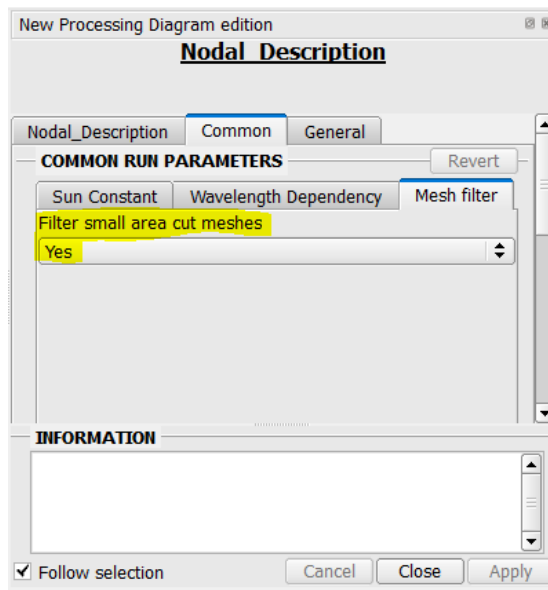 New Processing Diagram edition
Nodal_Description
Nodal_Description Common General
COMMON RUN PARAMETERS Revert
Sun Constant Wavelength Dependency Mesh filter
Filter small area cut meshes
Yes
INFORMATION
Follow selection Cancel Close Apply